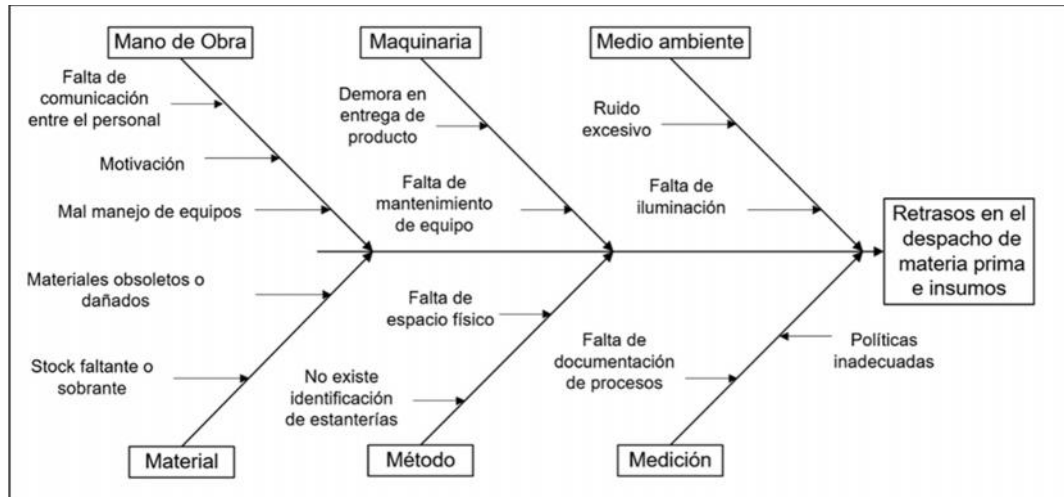 Mano de Obra
Maquinaria
Medio ambiente
Falta de
comunicación
entre el personal
Motivación
Mal manejo de equipos
Demora en
entrega de
producto
Falta de
mantenimiento
de equipo
Ruido
excesivo
Falta de
iluminación
Retrasos en el
despacho de
materia prima
e insumos
Materiales obsoletos o
dañados
Stock faltante o
sobrante
Falta de
espacio físico
No existe
identificación
de estanterías
Falta de
documentación
de procesos
Políticas
inadecuadas
Material
Método
Medición